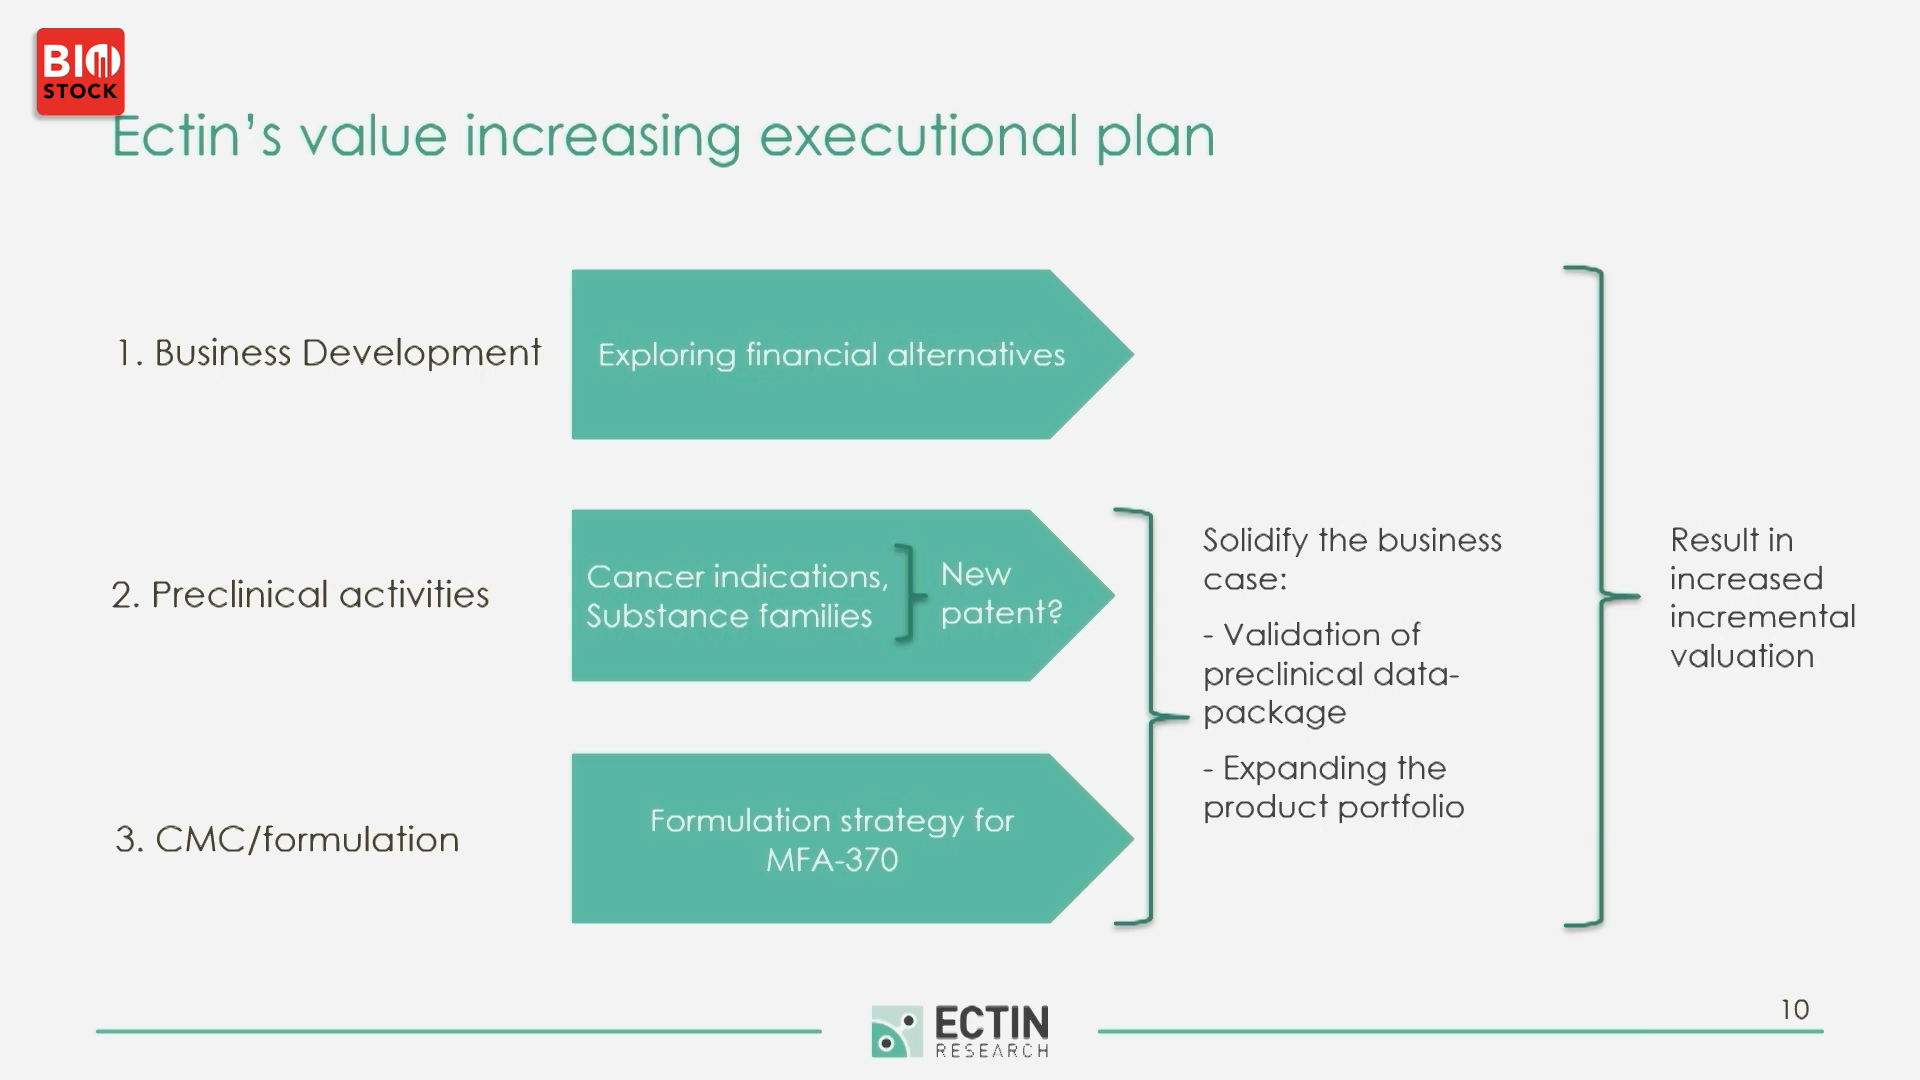 BIO
STOCK
Ectin’s value increasing executional plan
1. Business Development
Exploring financial alternatives
2. Preclinical activities
Cancer indications,
Substance families
New
patent?
3. CMC/formulation
Formulation strategy for
MFA-370
Solidify the business
case:
- Validation of
preclinical data-
package
- Expanding the
product portfolio
Result in
increased
incremental
valuation
ECTIN
RESEARCH
10